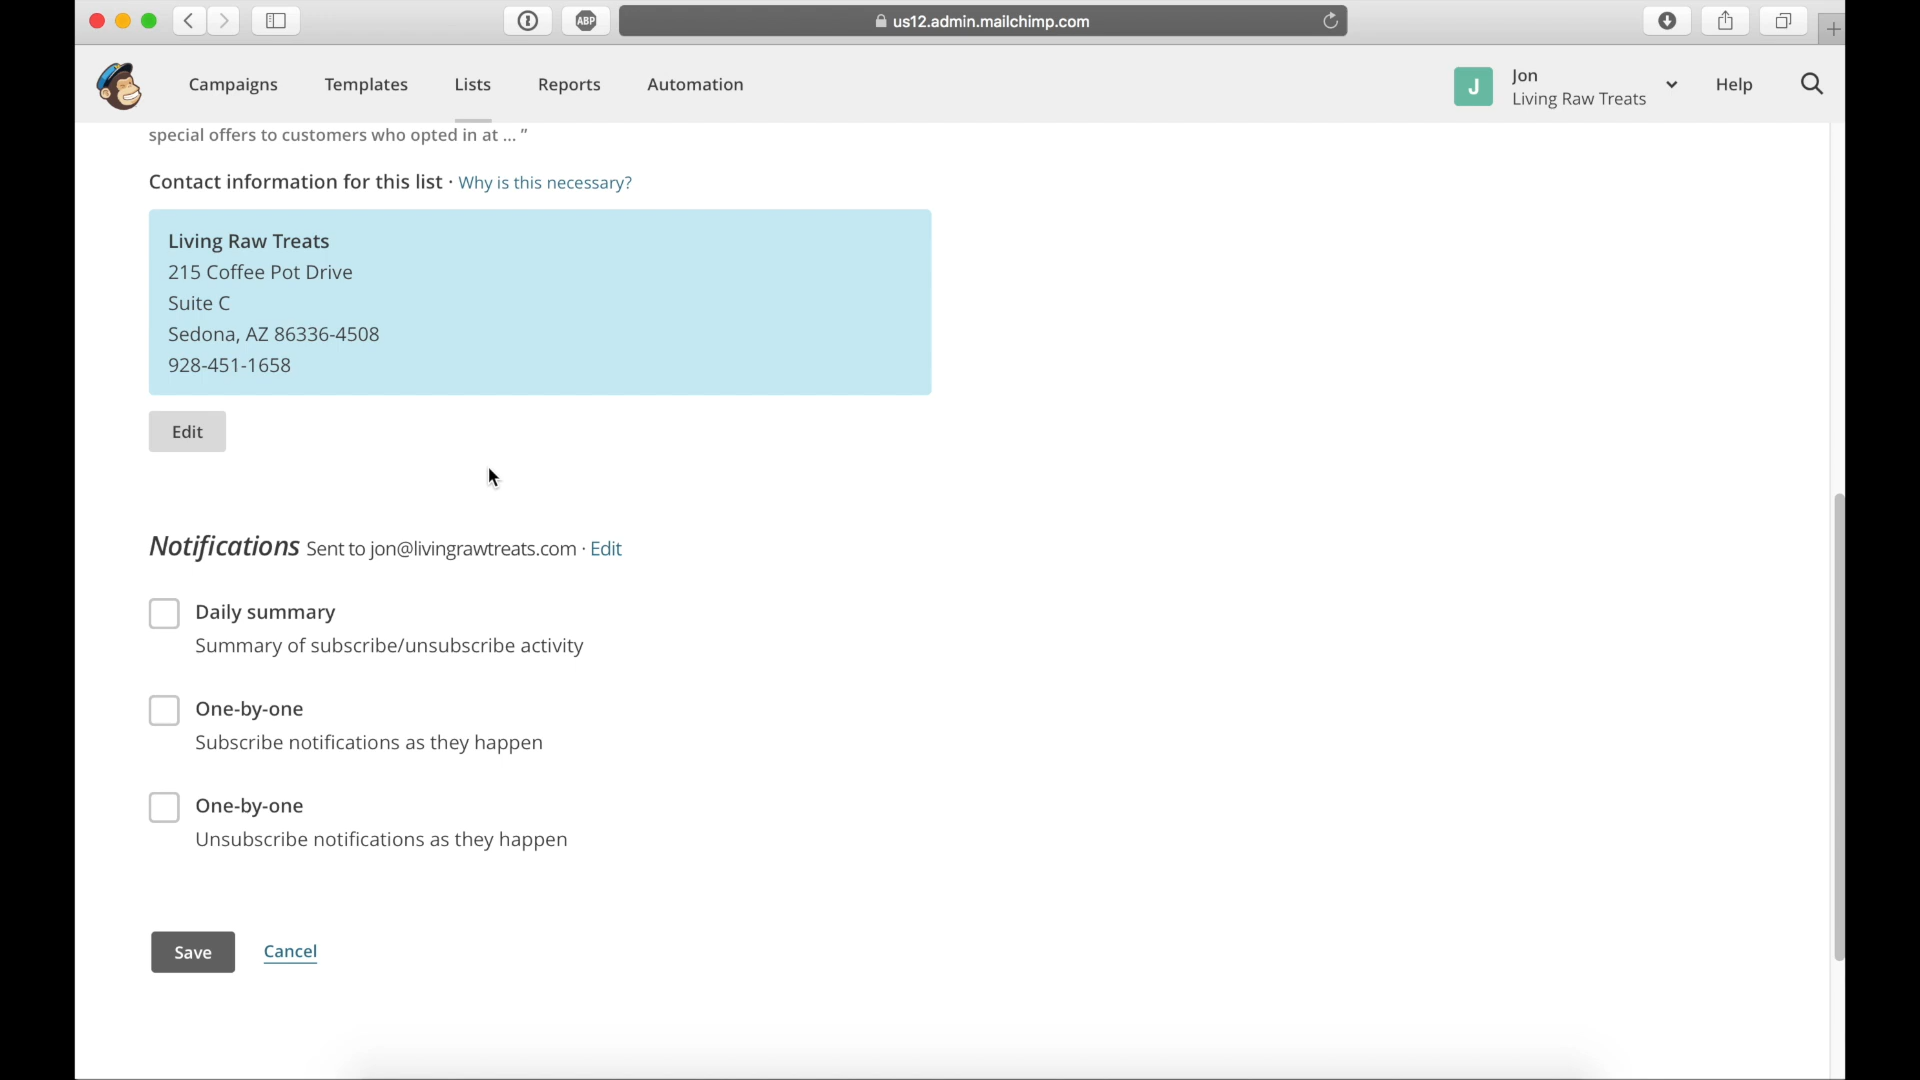 ABP
us12.admin.mailchimp.com
Campaigns
Templates
Lists
Reports
Automation
J
Jon
Living Raw Treats
Help
special offers to customers who opted in at ... ”
Contact information for this list · Why is this necessary?
Living Raw Treats
215 Coffee Pot Drive
Suite C
Sedona, AZ 86336-4508
928-451-1658
Edit
Notifications Sent to jon@livingrawtreats.com · Edit
Daily summary
Summary of subscribe/unsubscribe activity
One-by-one
Subscribe notifications as they happen
One-by-one
Unsubscribe notifications as they happen
Save
Cancel